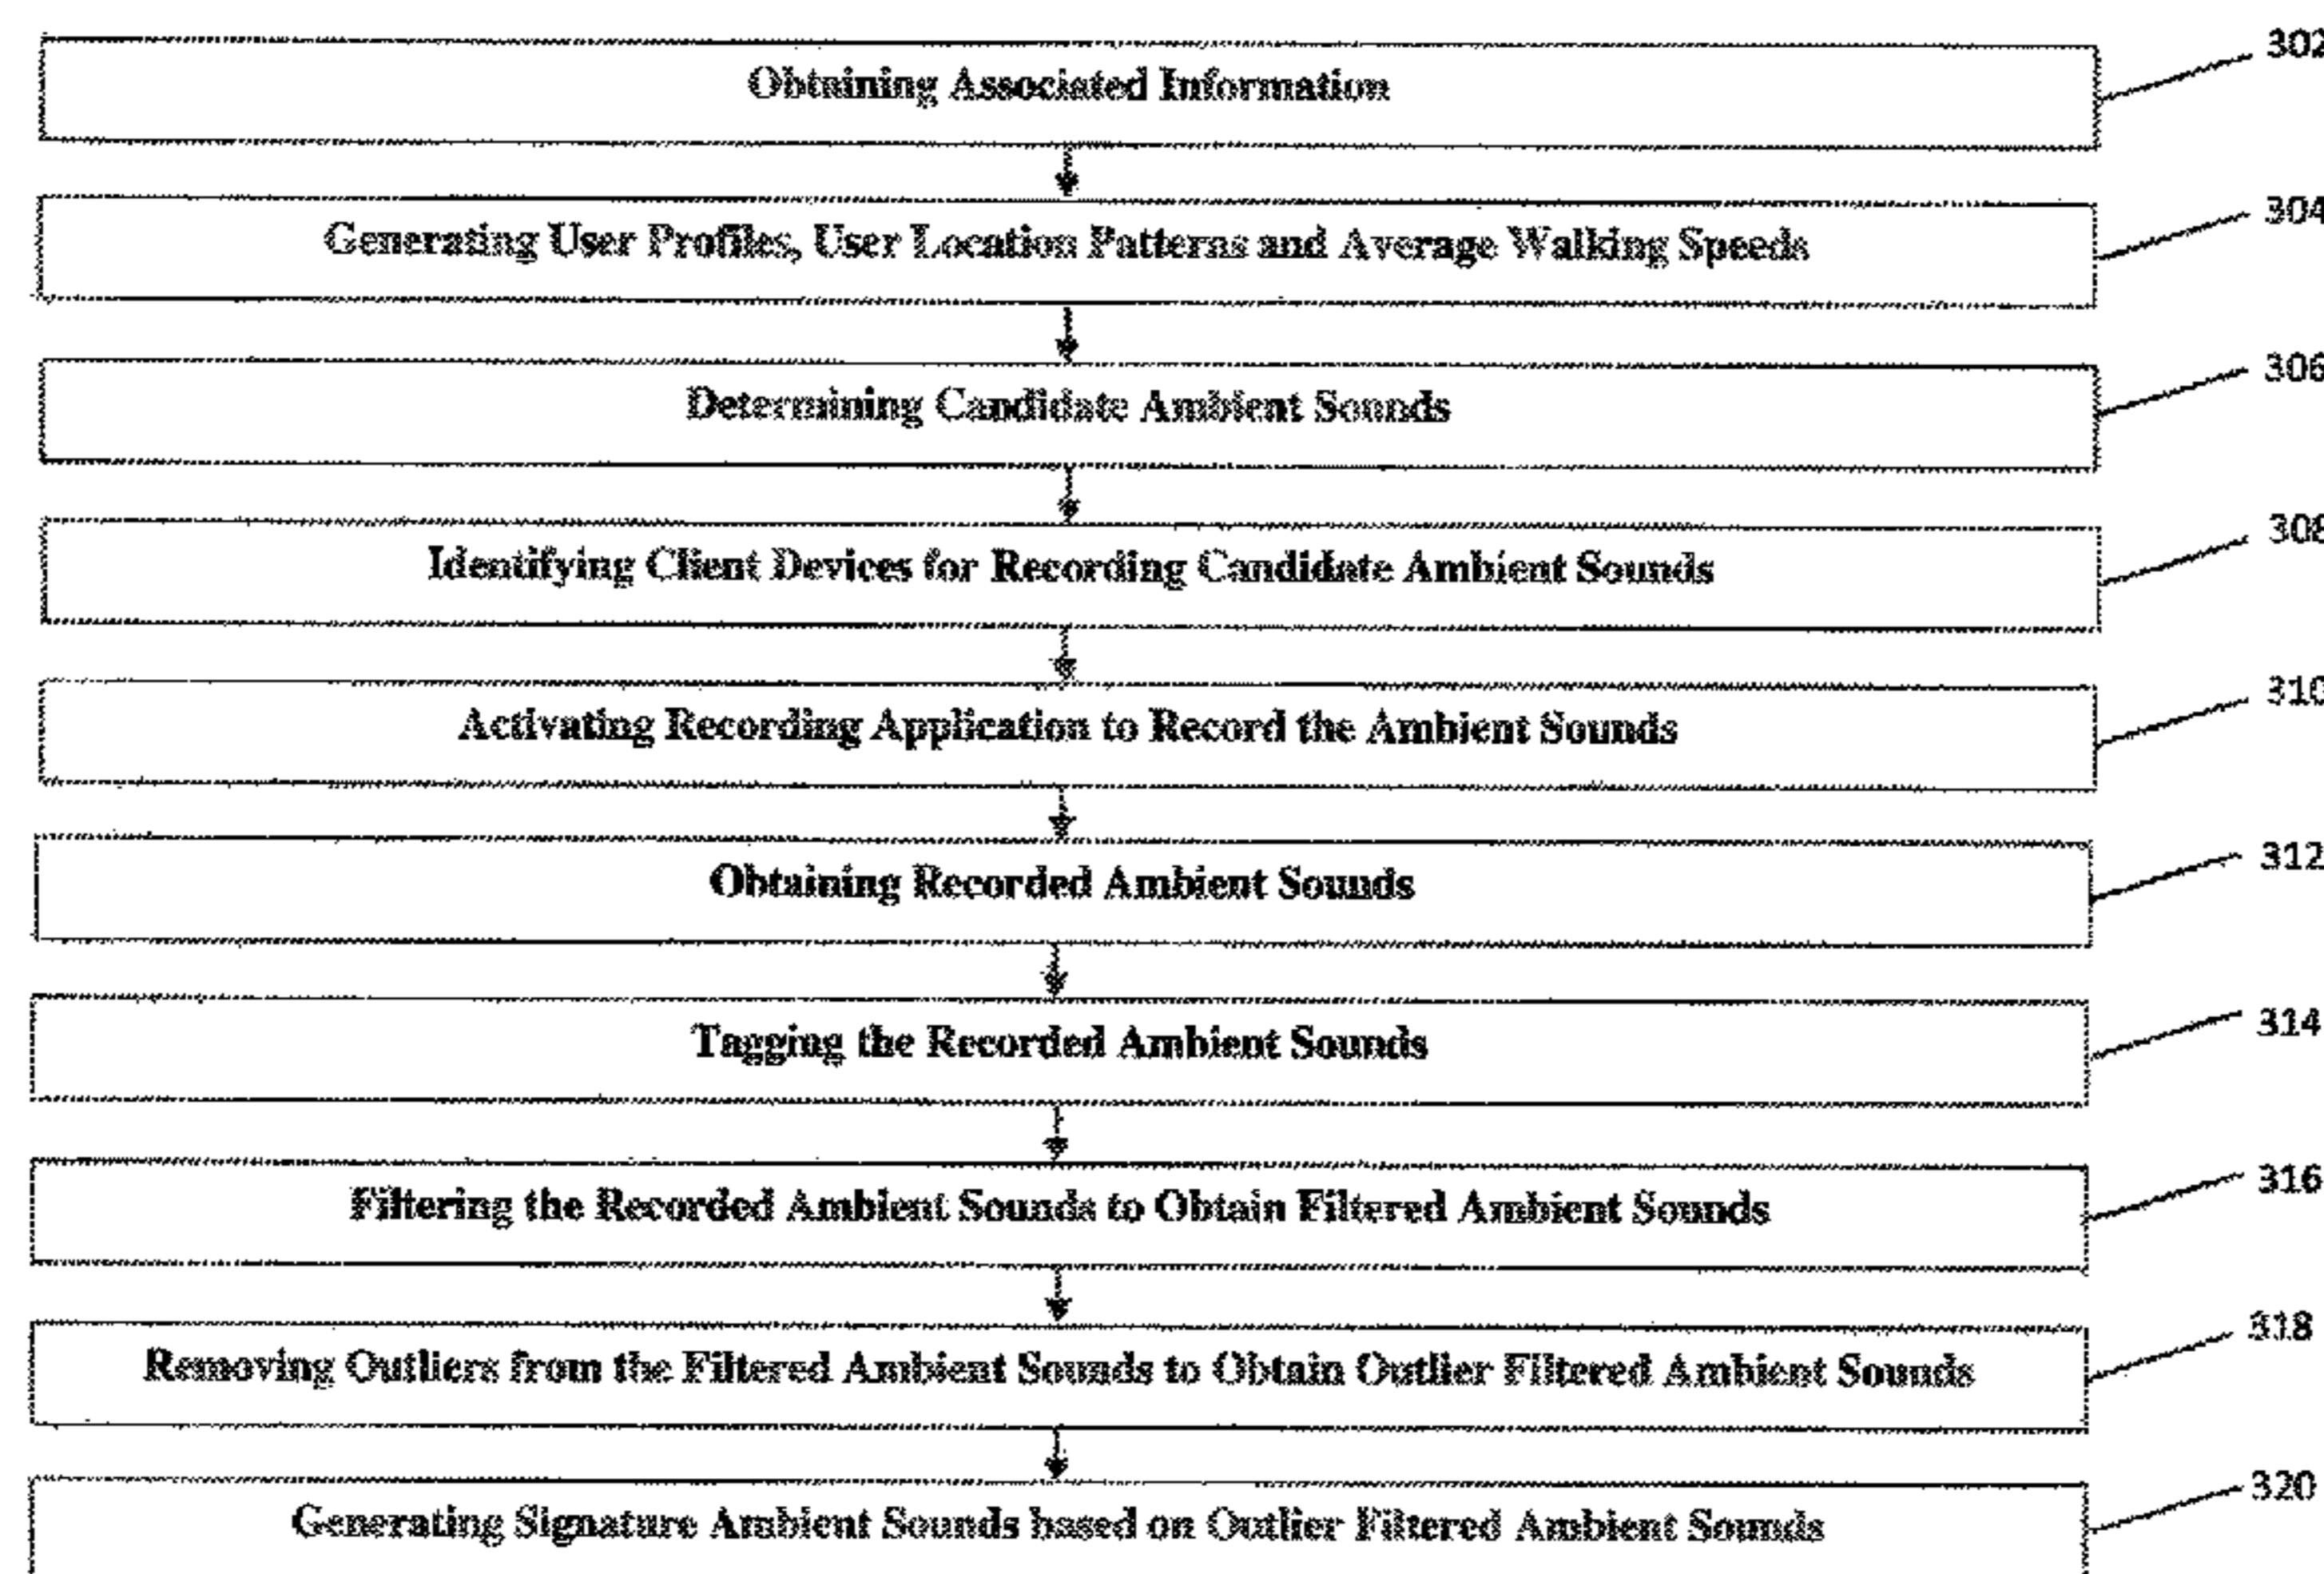 Obtaining Associated Information
302
Generating User Profiles, User Location Patterns and Average Walking Speeds
304
Determining Candidate Ambient Sounds
306
Identifying Client Devices for Recording Candidate Ambient Sounds
308
Activating Recording Application to Record the Ambient Sounds
310
Obtaining Recorded Ambient Sounds
312
Tagging the Recorded Ambient Sounds
314
Filtering the Recorded Ambient Sounds to Obtain Filtered Ambient Sounds
316
Removing Outliers from the Filtered Ambient Sounds to Obtain Outlier Filtered Ambient Sounds
318
Generating Signature Ambient Sounds based on Outlier Filtered Ambient Sounds
320